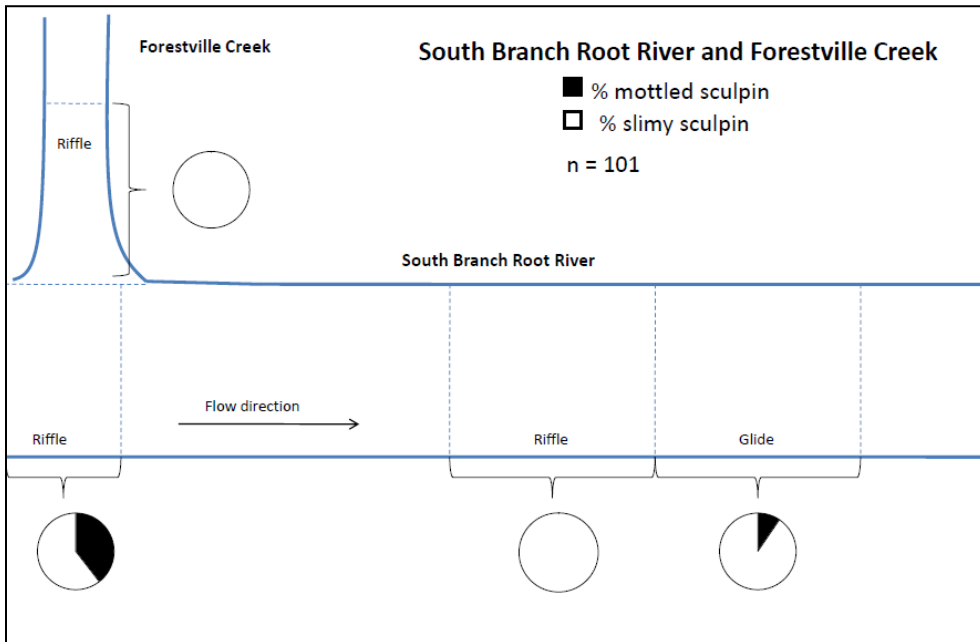 Forestville Creek
South Branch Root River and Forestville Creek
% mottled sculpin
% slimy sculpin
n = 101
Riffle
South Branch Root River
Flow direction
Riffle
Riffle
Glide